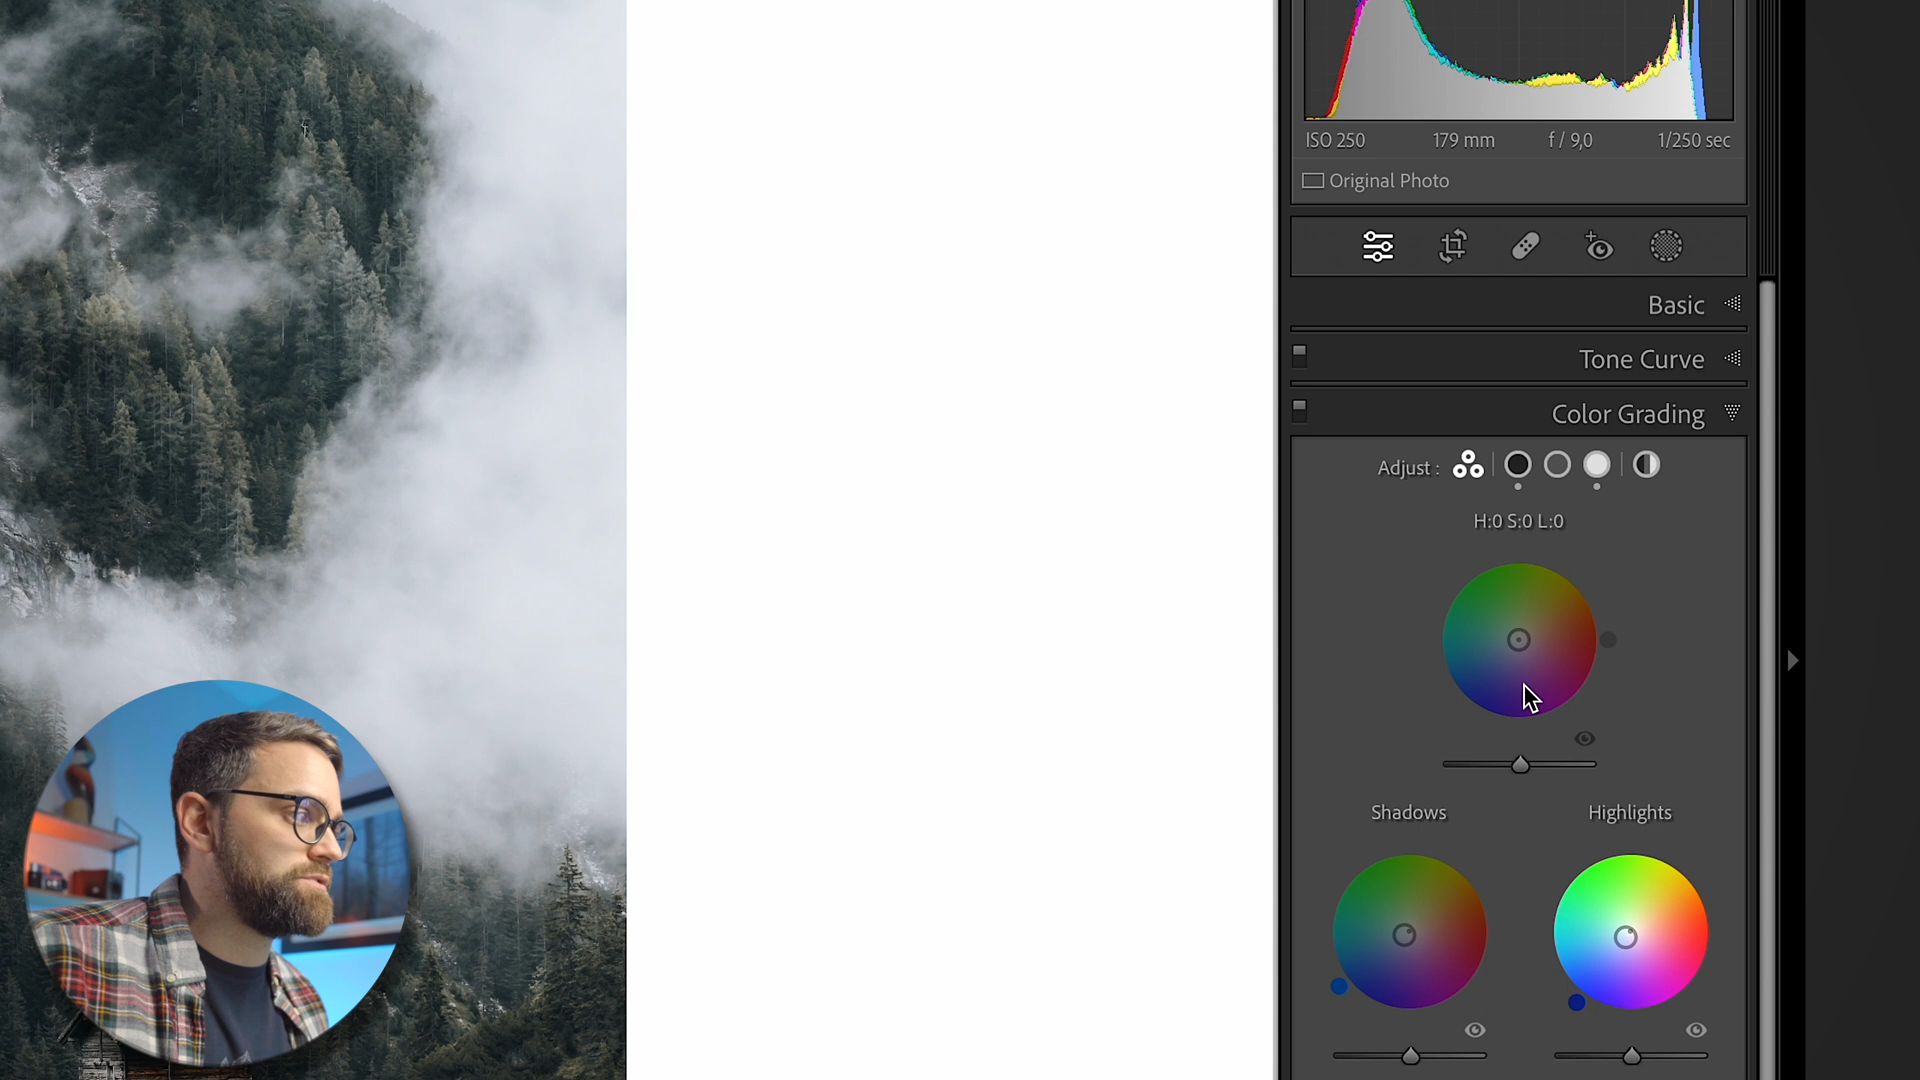 ISO 250 179 mm f / 9,0 1/250 sec
Original Photo
Basic
Tone Curve
Color Grading
Adjust :
H:0 S:0 L:0
Shadows Highlights